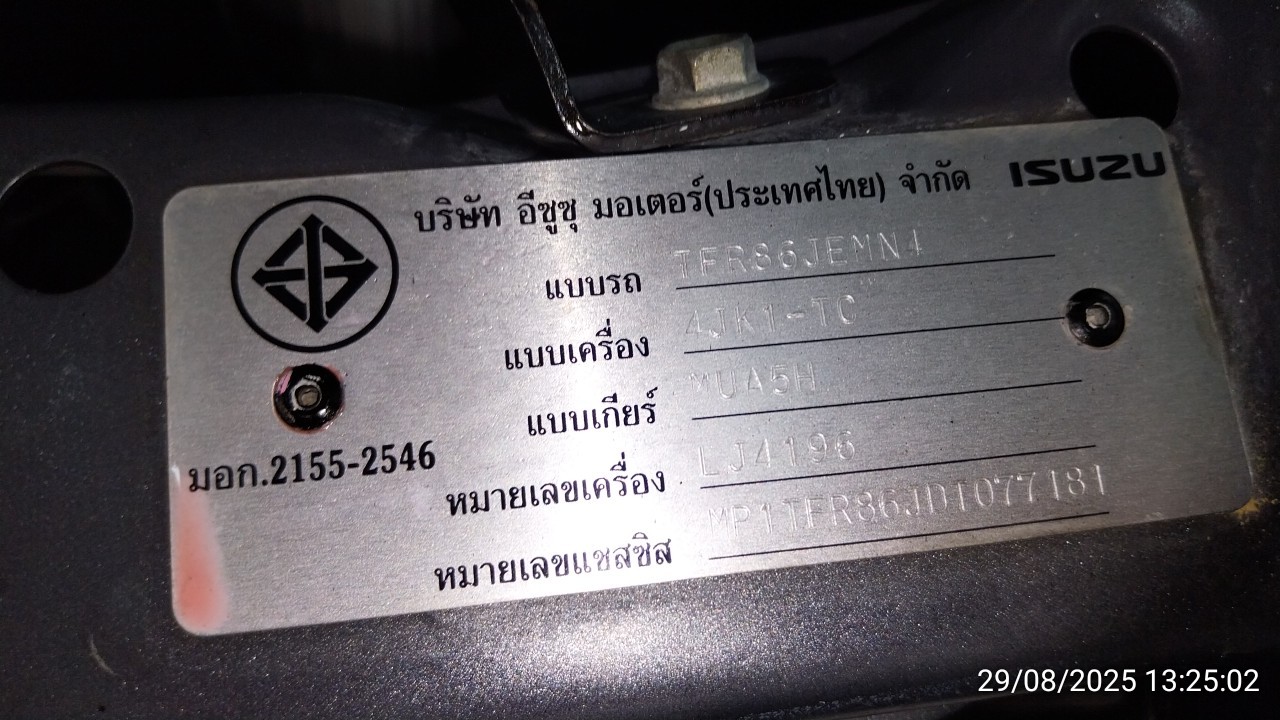 บริษัท อีซูซุ มอเตอร์(ประเทศไทย) จำกัด ISUZU
แบบรถ TFR86JEMN4
แบบเครื่อง 4JK1-TC
แบบเกียร์ MUA5H
มอก.2155-2546
หมายเลขเครื่อง LJ4196
หมายเลขแชสซิส MP1TFR86JDT077181
29/08/2025 13:25:02